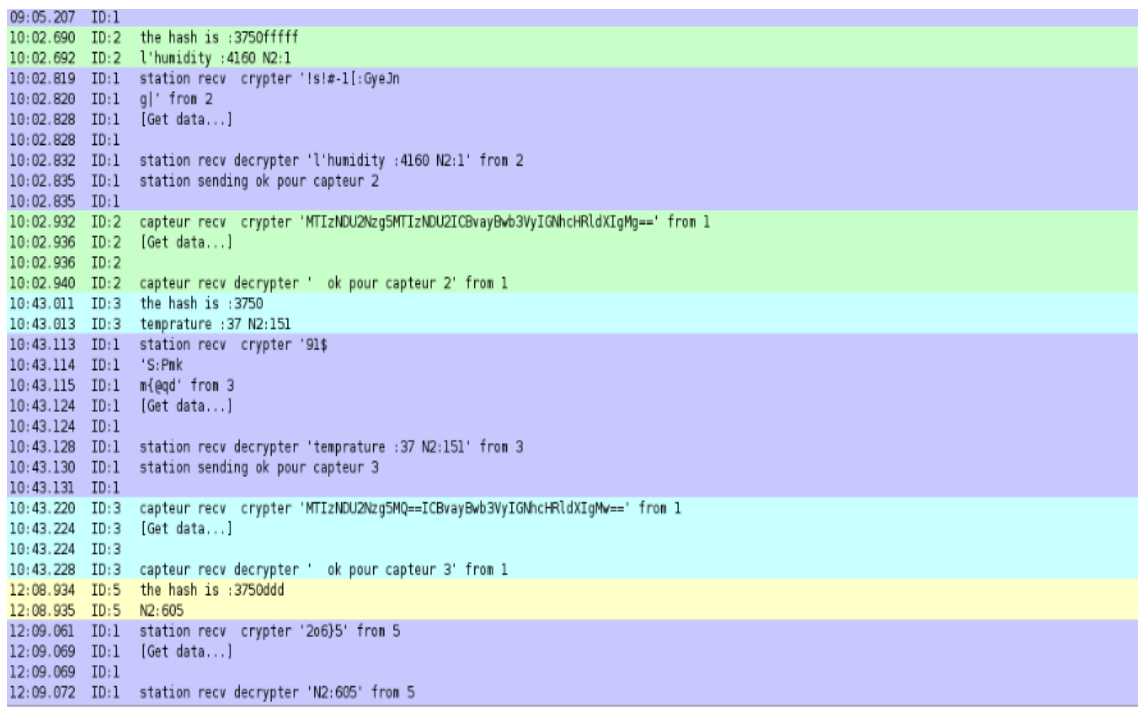 09:05.207 ID:1
10:02.690 ID:2 the hash is :3750fffff
10:02.692 ID:2 l'humidity :4160 N2:1
10:02.819 ID:1 station recv crypter '!s!#-1[:GyeJn
10:02.820 ID:1 g|' from 2
10:02.828 ID:1 [Get data...]
10:02.828 ID:1
10:02.832 ID:1 station recv decrypter 'l'humidity :4160 N2:1' from 2
10:02.835 ID:1 station sending ok pour capteur 2
10:02.835 ID:1
10:02.932 ID:2 capteur recv crypter 'MTIzNDU2Nzg5MTIzNDU2ICBvayBwb3VyIGNhcHRldXIgMg==' from 1
10:02.936 ID:2 [Get data...]
10:02.936 ID:2
10:02.940 ID:2 capteur recv decrypter ' ok pour capteur 2' from 1
10:43.011 ID:3 the hash is :3750
10:43.013 ID:3 temprature :37 N2:151
10:43.113 ID:1 station recv crypter '91$
10:43.114 ID:1 'S:Pmk
10:43.115 ID:1 m{@qd' from 3
10:43.124 ID:1 [Get data...]
10:43.124 ID:1
10:43.128 ID:1 station recv decrypter 'temprature :37 N2:151' from 3
10:43.130 ID:1 station sending ok pour capteur 3
10:43.131 ID:1
10:43.220 ID:3 capteur recv crypter 'MTIzNDU2Nzg5MQ==ICBvayBwb3VyIGNhcHRldXIgMw==' from 1
10:43.224 ID:3 [Get data...]
10:43.224 ID:3
10:43.228 ID:3 capteur recv decrypter ' ok pour capteur 3' from 1
12:08.934 ID:5 the hash is :3750ddd
12:08.935 ID:5 N2:605
12:09.061 ID:1 station recv crypter '2o6}5' from 5
12:09.069 ID:1 [Get data...]
12:09.069 ID:1
12:09.072 ID:1 station recv decrypter 'N2:605' from 5